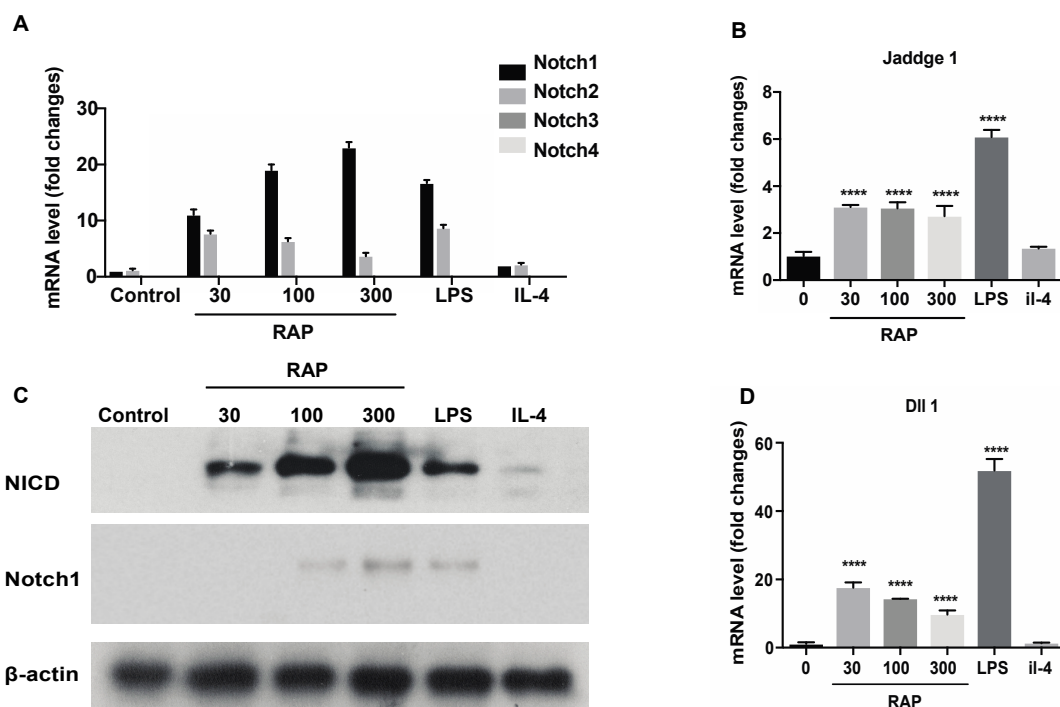 A
mRNA level (fold changes)
30
20
10
0
Notch1
Notch2
Notch3
Notch4
Control 30 100 300 LPS IL-4
RAP
B
Jaddge 1
mRNA level (fold changes)
8
6
4
2
0
**** **** **** ****
0 30 100 300 LPS il-4
RAP
C
RAP
Control 30 100 300 LPS IL-4
NICD
Notch1
β-actin
D
Dll 1
mRNA level (fold changes)
60
40
20
0
**** **** **** ****
0 30 100 300 LPS il-4
RAP